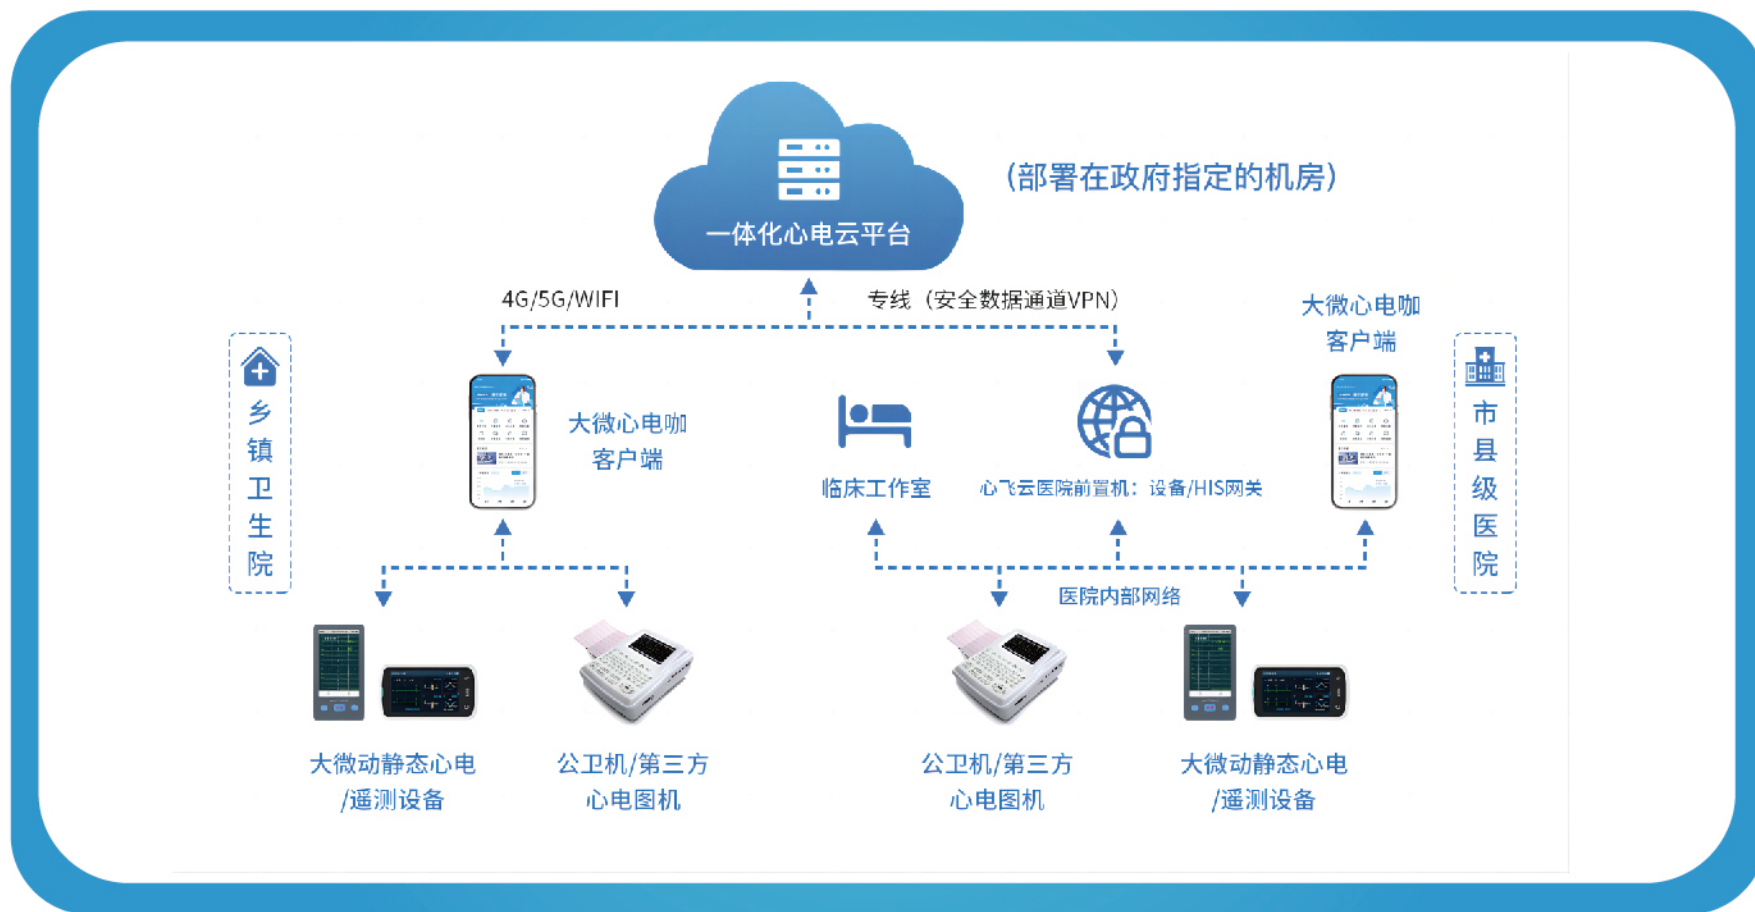 (部署在政府指定的机房)
一体化心电云平台
4G/5G/WIFI
专线（安全数据通道VPN）
大微心电咖
客户端
乡镇卫生院
大微心电咖
客户端
临床工作室
心飞云医院前置机：设备/HIS网关
市县级医院
医院内部网络
大微动静态心电
/遥测设备
公卫机/第三方
心电图机
公卫机/第三方
心电图机
大微动静态心电
/遥测设备